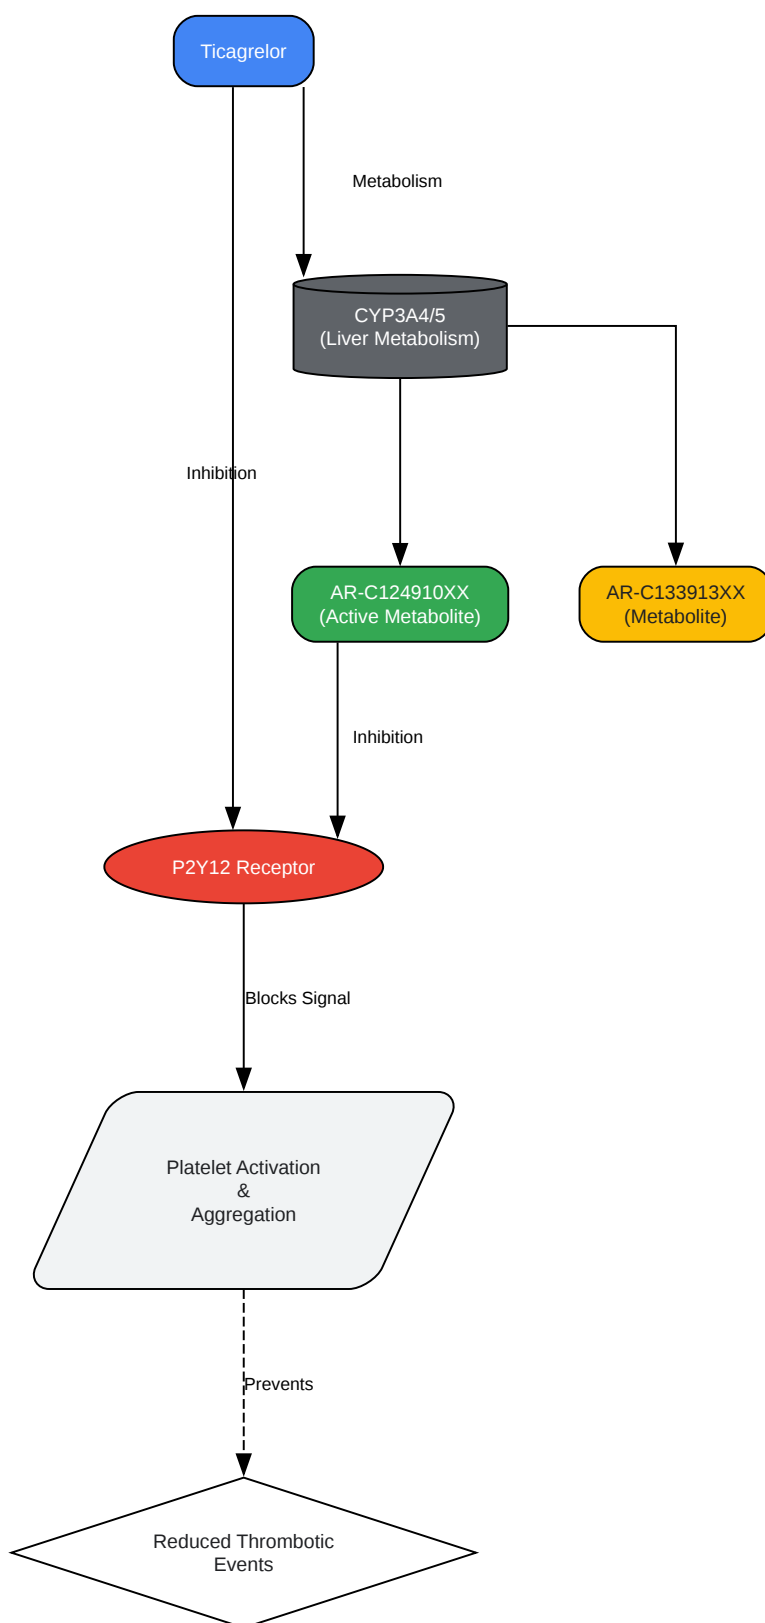 Ticagrelor
Metabolism
CYP3A4/5
(Liver Metabolism)
Inhibition
AR-C124910XX
(Active Metabolite)
AR-C133913XX
(Metabolite)
Inhibition
P2Y12 Receptor
Blocks Signal
Platelet Activation
&
Aggregation
Prevents
Reduced Thrombotic
Events